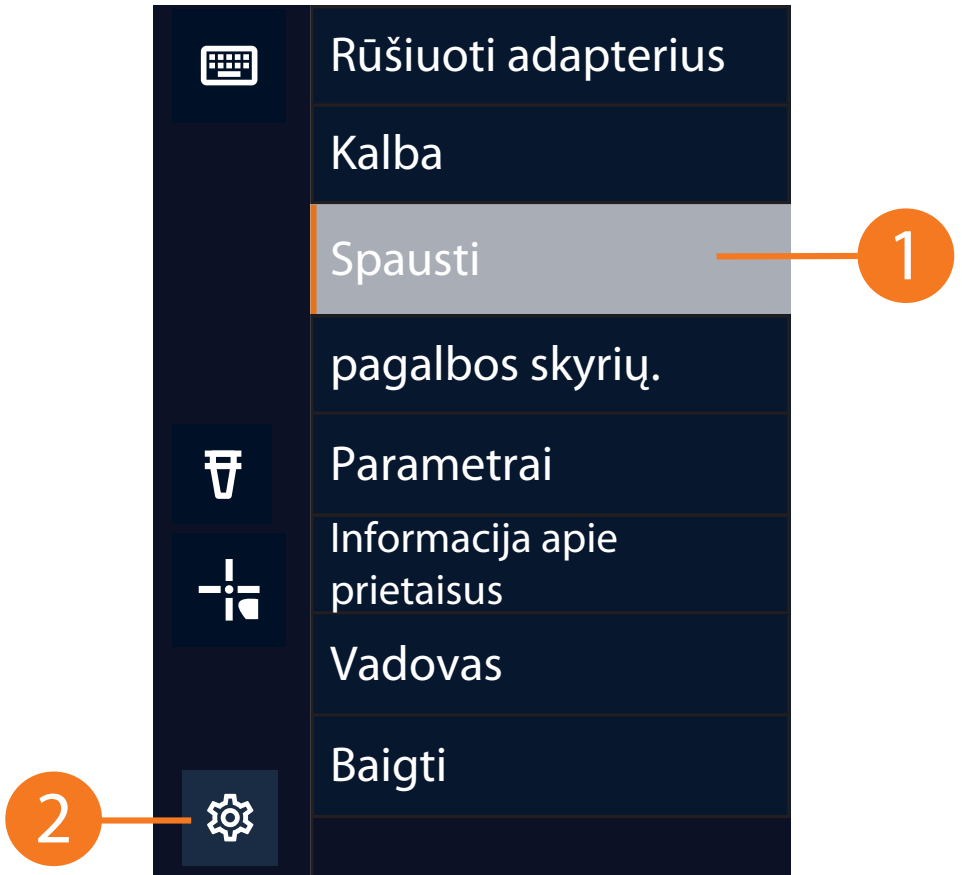 Rūšiuoti adapterius
Kalba
Spausti
1
pagalbos skyrių.
Parametrai
Informacija apie
prietaisus
Vadovas
Baigti
2